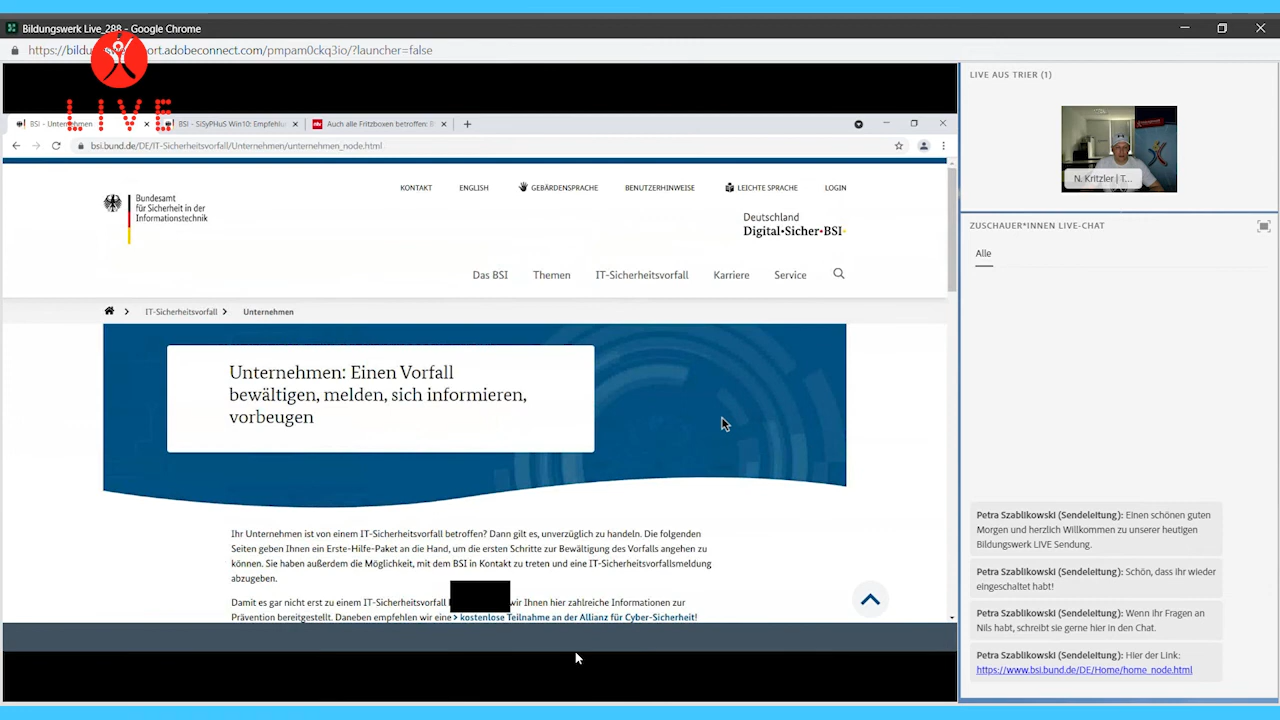 Bildungswerk Live_288 - Google Chrome
adobeconnect.com/pmpam0ckq3io/?launcher=false
LIVE
BSI - SiSyPHuS Win10: Empfehlu
Auch alle Fritzboxen betroffen: B
bsi.bund.de/DE/IT-Sicherheitsvorfall/Unternehmen/unternehmen_node.html
KONTAKT
ENGLISH
GEBÄRDENSPRACHE
BENUTZERHINWEISE
LEICHTE SPRACHE
LOGIN
Bundesamt
für Sicherheit in der
Informationstechnik
Deutschland
Digital•Sicher•BSI•
Das BSI
Themen
IT-Sicherheitsvorfall
Karriere
Service
IT-Sicherheitsvorfall
Unternehmen
Unternehmen: Einen Vorfall
bewältigen, melden, sich informieren,
vorbeugen
Ihr Unternehmen ist von einem IT-Sicherheitsvorfall betroffen? Dann gilt es, unverzüglich zu handeln. Die folgenden
Seiten geben Ihnen ein Erste-Hilfe-Paket an die Hand, um die ersten Schritte zur Bewältigung des Vorfalls angehen zu
können. Sie haben außerdem die Möglichkeit, mit dem BSI in Kontakt zu treten und eine IT-Sicherheitsvorfallsmeldung
abzugeben.
Damit es gar nicht erst zu einem IT-Sicherheitsvorfall wir Ihnen hier zahlreiche Informationen zur
Prävention bereitgestellt. Daneben empfehlen wir eine kostenlose Teilnahme an der Allianz für Cyber-Sicherheit!
LIVE AUS TRIER (1)
N. Kritzler | T...
ZUSCHAUER*INNEN LIVE-CHAT
Alle
Petra Szablikowski (Sendeleitung): Einen schönen guten
Morgen und herzlich Willkommen zu unserer heutigen
Bildungswerk LIVE Sendung.
Petra Szablikowski (Sendeleitung): Schön, dass ihr wieder
eingeschaltet habt!
Petra Szablikowski (Sendeleitung): Wenn ihr Fragen an
Nils habt, schreibt sie gerne hier in den Chat.
Petra Szablikowski (Sendeleitung): Hier der Link:
https://www.bsi.bund.de/DE/Home/home_node.html